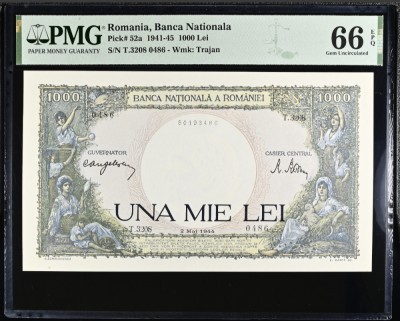 PMG
PAPER MONEY GUARANTY
Romania, Banca Nationala
Pick# 52a 1941-45 1000 Lei
S/N T.3208 0486 - Wmk: Trajan
66 EPQ
Gem Uncirculated
1000
BANCA NAȚIONALĂ A ROMÂNIEI
1000
0486
T.3208
GUVERNATOR
CASIER CENTRAL
UNA MIE LEI
T.3208
2 Mai 1944
0486